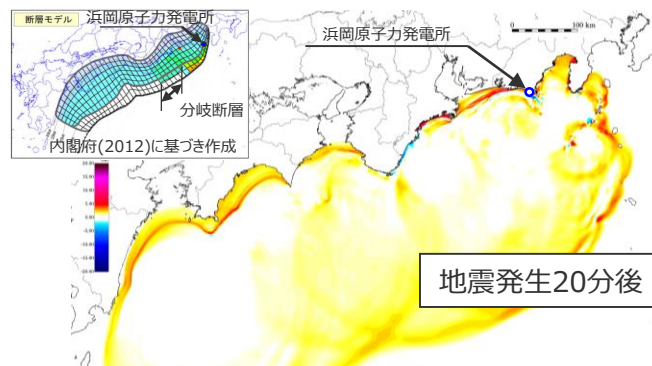 断層モデル
浜岡原子力発電所
分岐断層
内閣府(2012)に基づき作成
浜岡原子力発電所
0 100 km
地震発生20分後